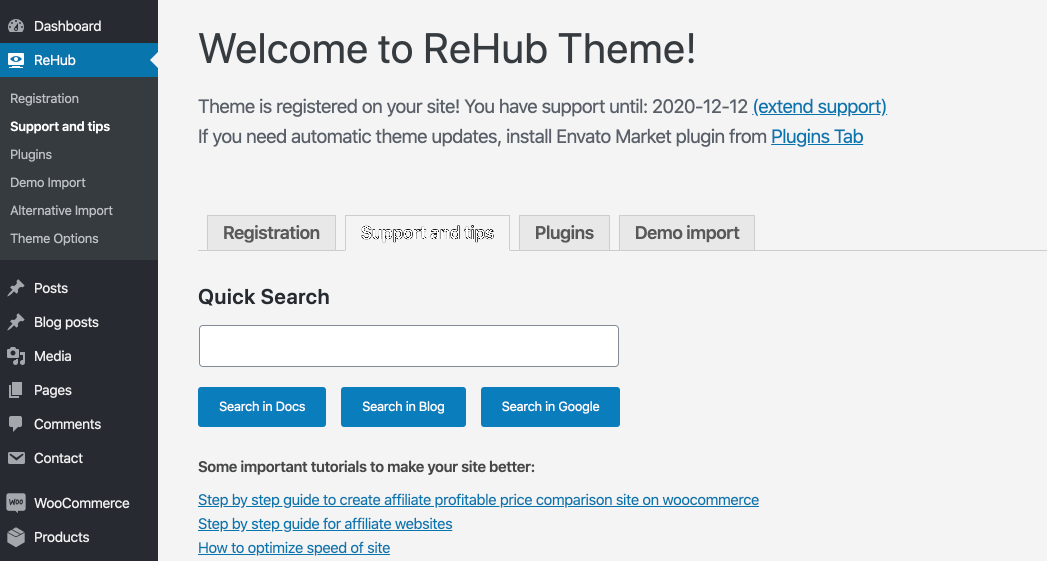 Dashboard
ReHub
Registration
Support and tips
Plugins
Demo Import
Alternative Import
Theme Options
Posts
Blog posts
Media
Pages
Comments
Contact
WOO WooCommerce
Products
Welcome to ReHub Theme!
Theme is registered on your site! You have support until: 2020-12-12 (extend support)
If you need automatic theme updates, install Envato Market plugin from Plugins Tab
Registration Support and tips Plugins Demo import
Quick Search
Search in Docs Search in Blog Search in Google
Some important tutorials to make your site better:
Step by step guide to create affiliate profitable price comparison site on woocommerce
Step by step guide for affiliate websites
How to optimize speed of site